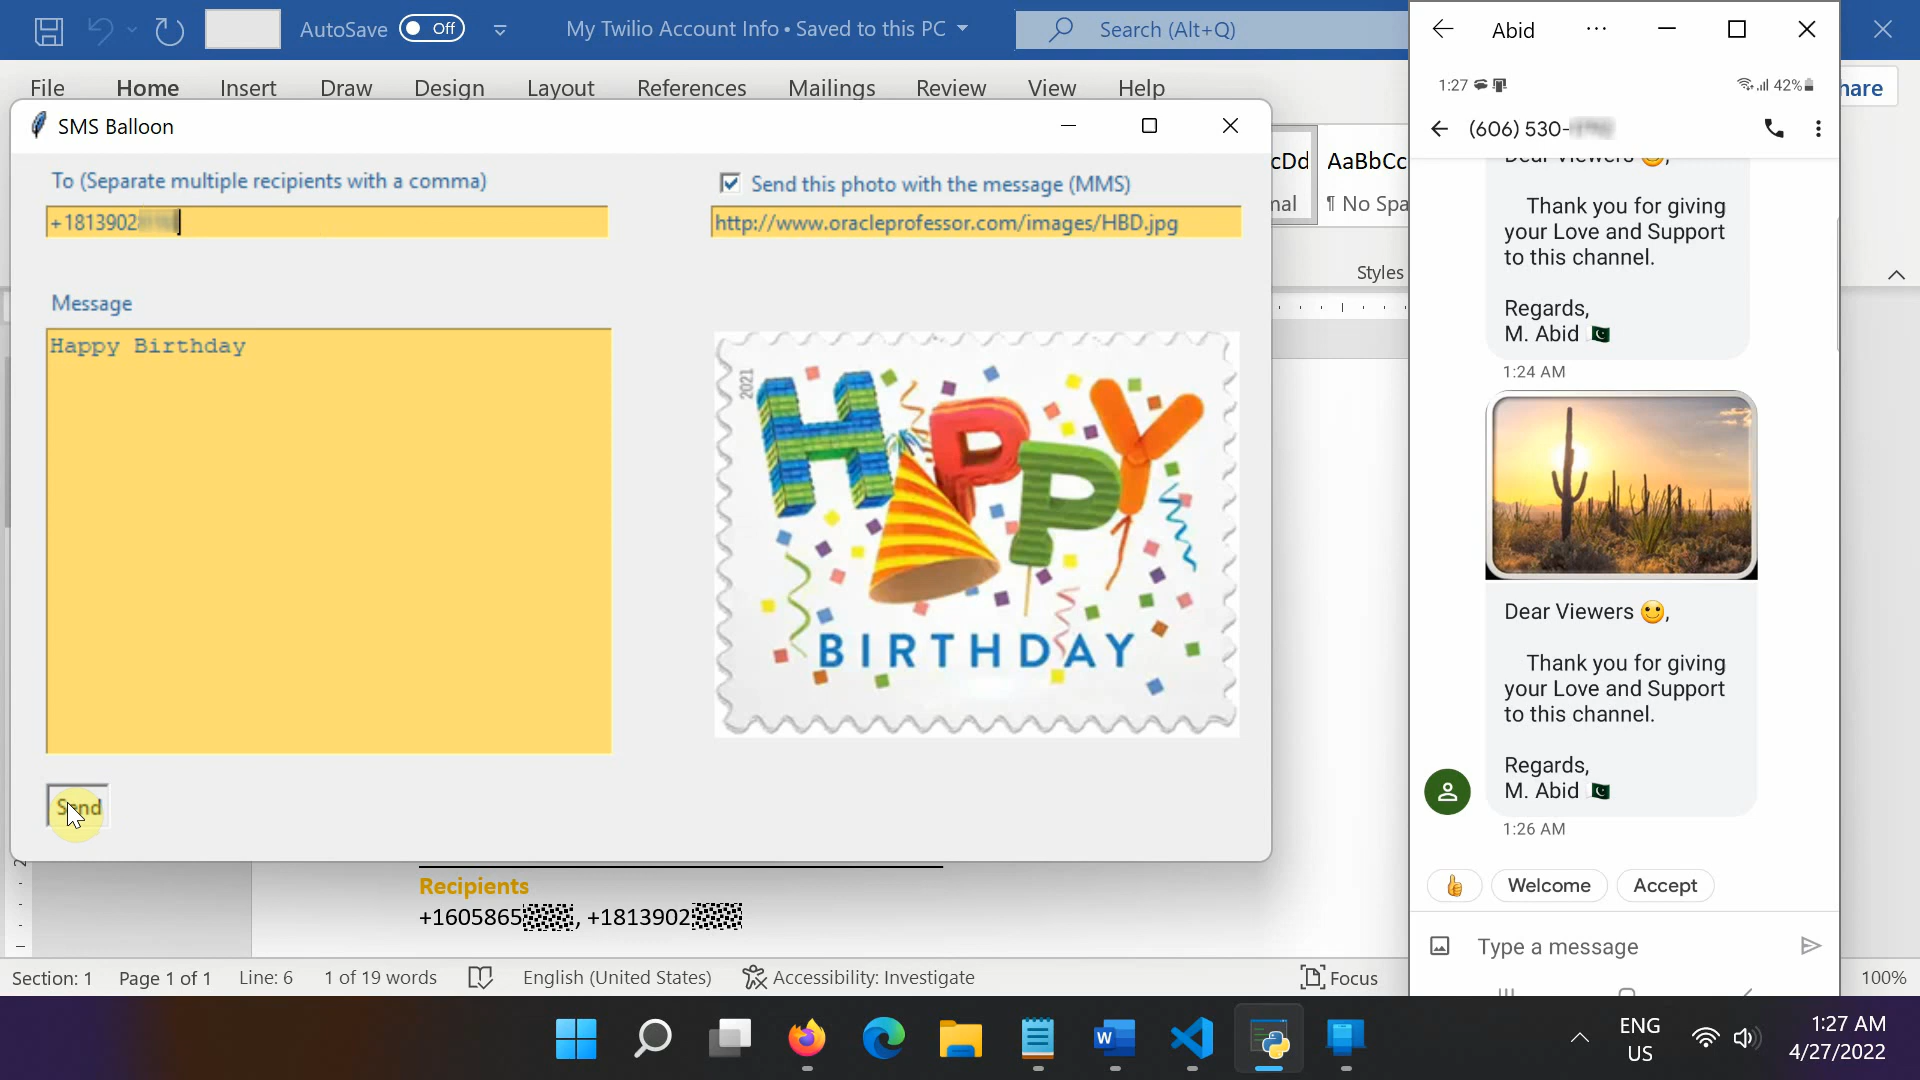 AutoSave Off My Twilio Account Info • Saved to this PC Search (Alt+Q)
File Home Insert Draw Design Layout References Mailings Review View Help
SMS Balloon
To (Separate multiple recipients with a comma)
+1813902
Send this photo with the message (MMS)
http://www.oracleprofessor.com/images/HBD.jpg
Message
Happy Birthday
2021
HAPPY
BIRTHDAY
Send
AaBbCc
¶ No Spa
Styles
Recipients
+1605865, +1813902
Section: 1 Page 1 of 1 Line: 6 1 of 19 words English (United States) Accessibility: Investigate Focus 100%
Abid
1:27 42%
(606) 530-
Dear Viewers 🙂,
Thank you for giving
your Love and Support
to this channel.
Regards,
M. Abid 🇵🇰
1:24 AM
Dear Viewers 🙂,
Thank you for giving
your Love and Support
to this channel.
Regards,
M. Abid 🇵🇰
1:26 AM
👍 Welcome Accept
Type a message
ENG
US
1:27 AM
4/27/2022